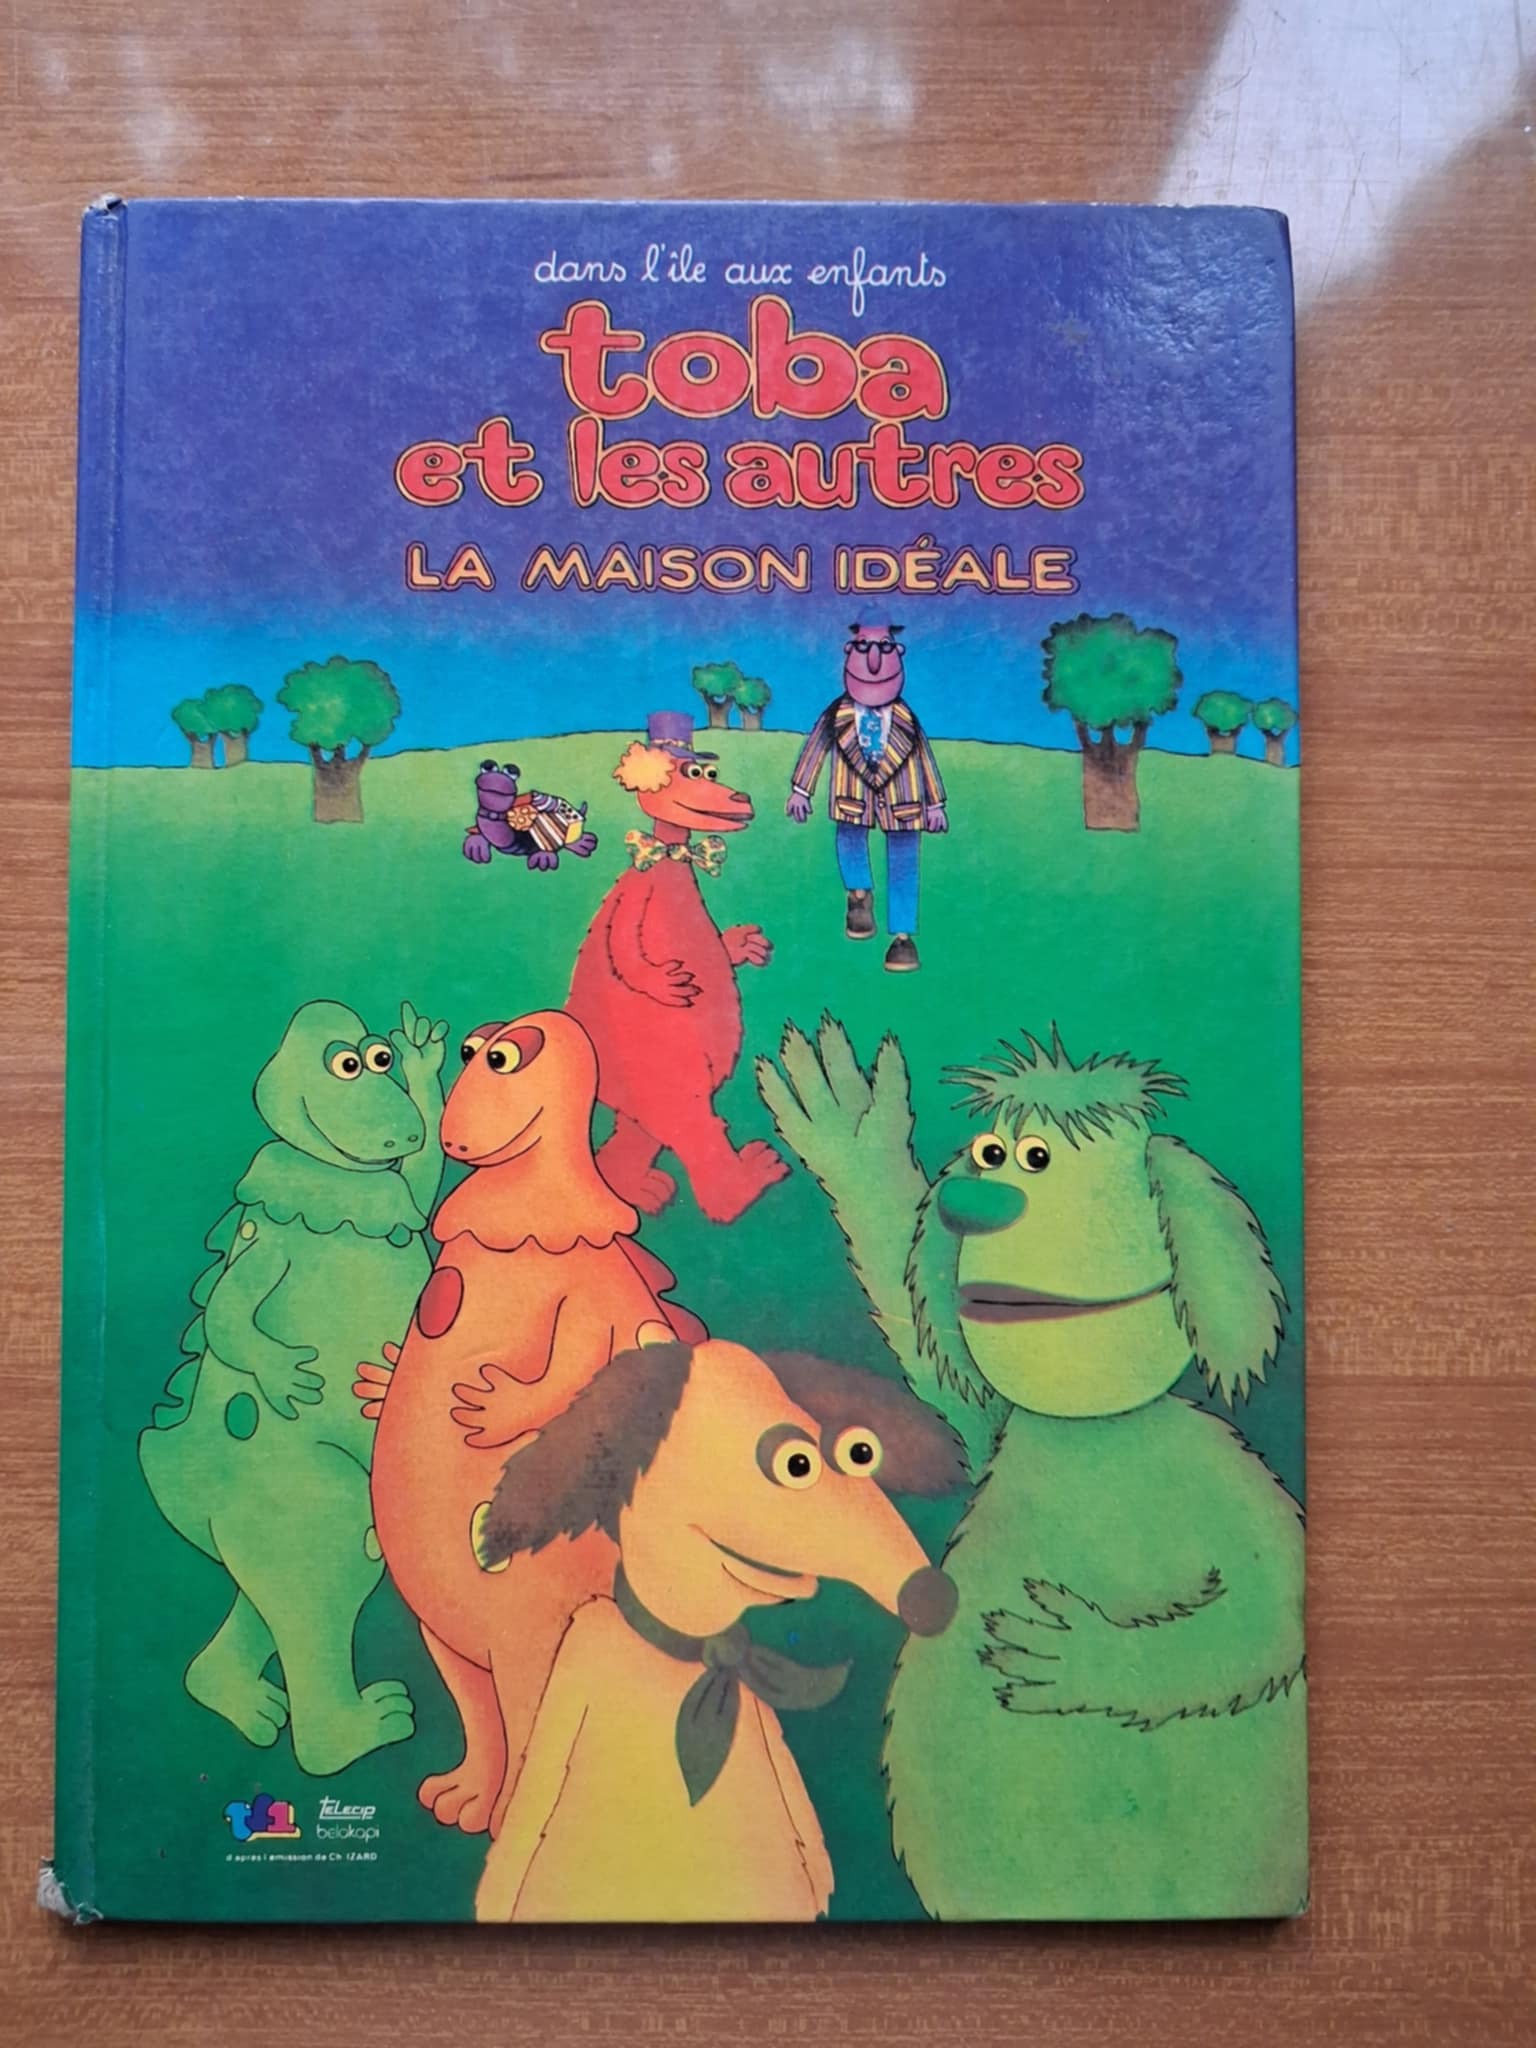 dans l'île aux enfants
toba
et les autres
LA MAISON IDÉALE
tf1
TELECIP
belokapi
d'après l'émission de Ch. IZARD